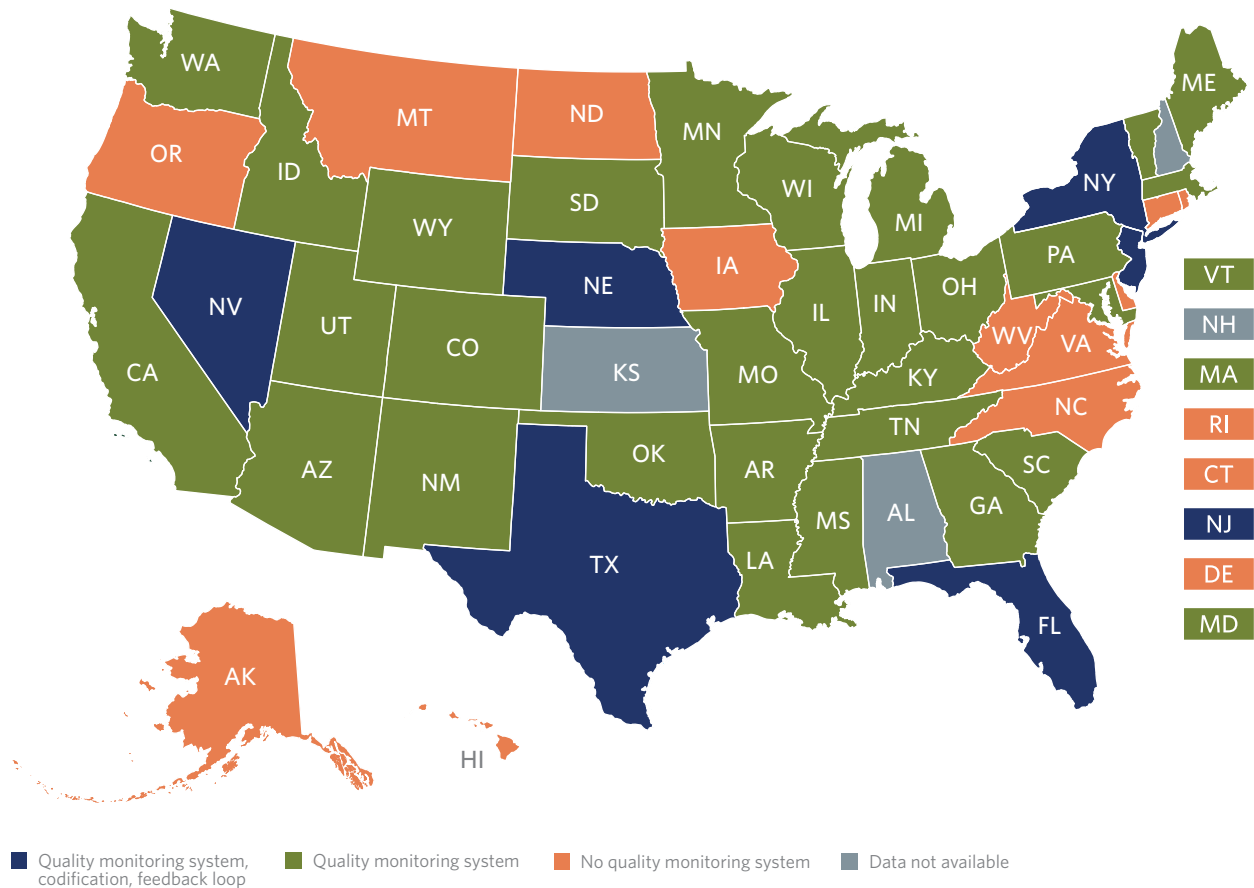 WA
ME
MT
ND
MN
OR
ID
WI
NY
SD
MI
WY
PA
IA
NE
OH
NV
IL
IN
UT
CO
WV
VA
CA
KS
MO
KY
NC
TN
OK
AR
SC
AZ
NM
MS
AL
GA
LA
TX
FL
AK
HI
VT
NH
MA
RI
CT
NJ
DE
MD
Quality monitoring system,
codification, feedback loop
Quality monitoring system
No quality monitoring system
Data not available